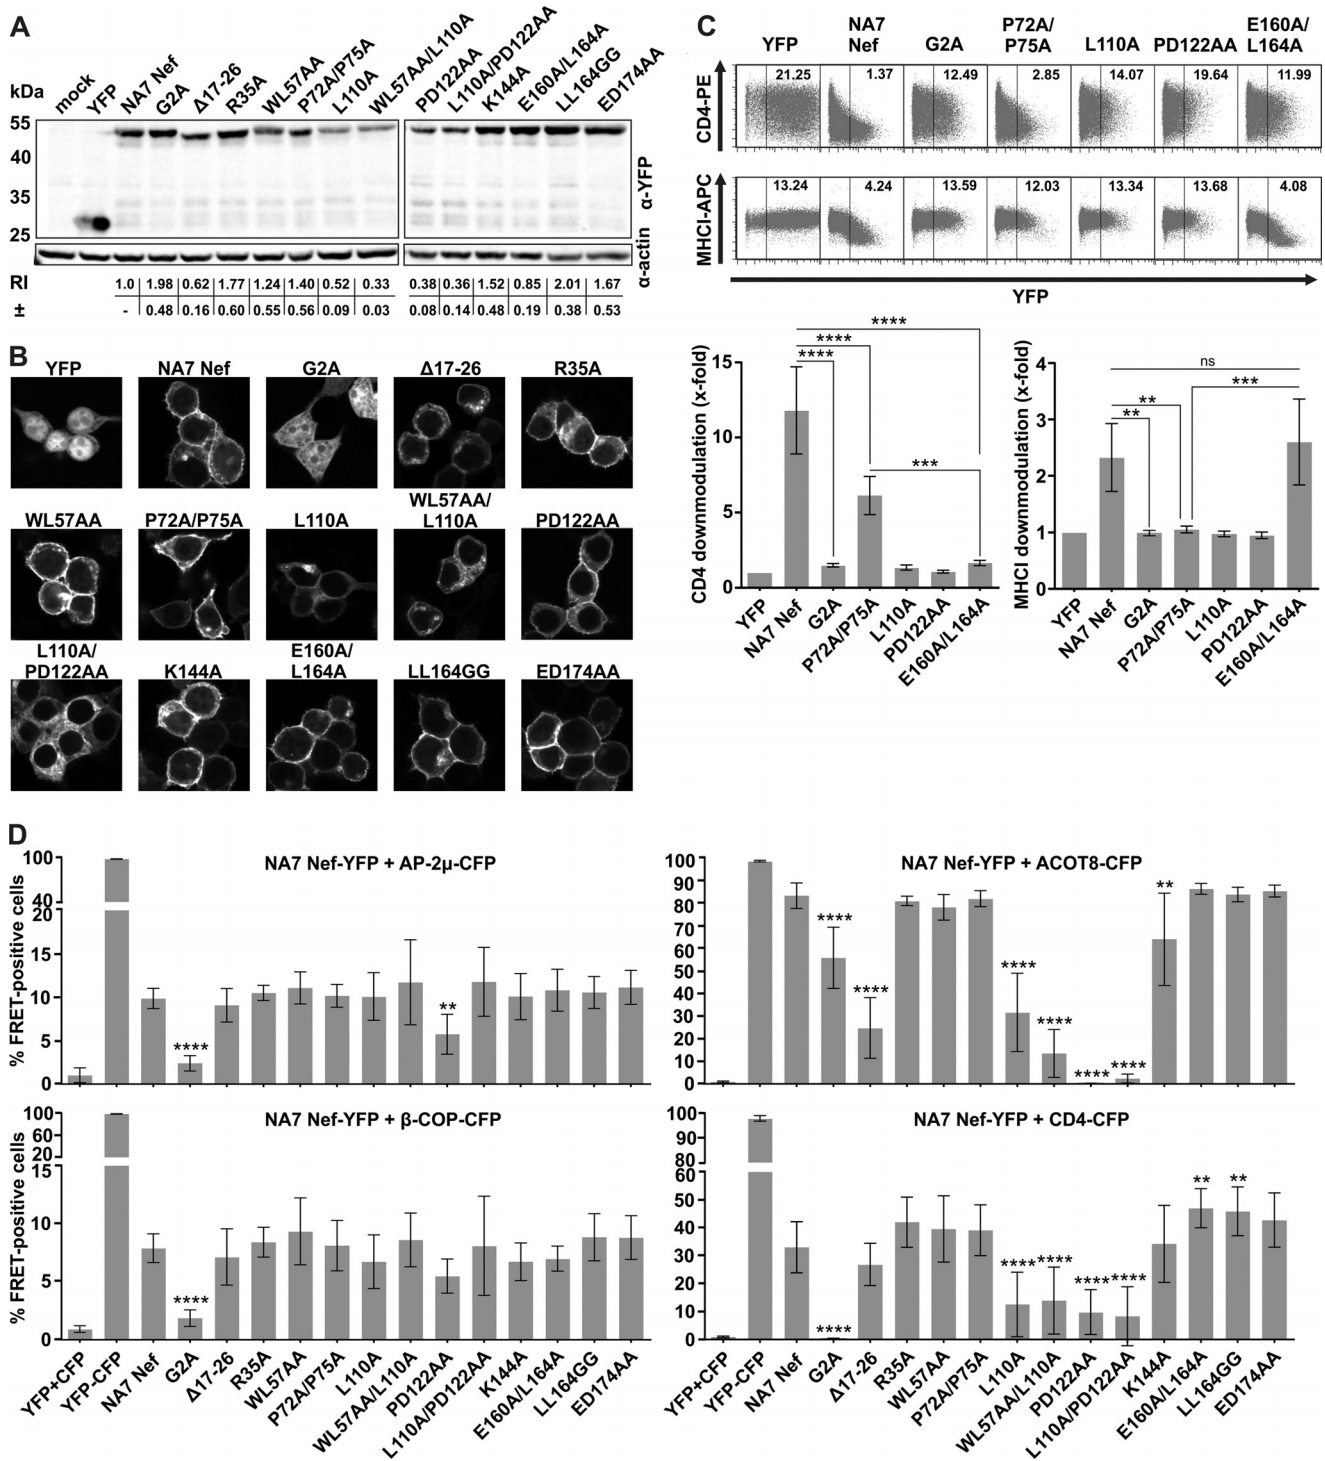 A
kDa
mock
YFP
NA7 Nef
G2A
Δ17-26
R35A
WL57AA
P72A/P75A
L110A
WL57AA/L110A
PD122AA
L110A/PD122AA
K144A
E160A/L164A
LL164GG
ED174AA
55
40
35
25
α-YFP
α-actin
RI 1.0 1.98 0.62 1.77 1.24 1.40 0.52 0.33 0.38 0.36 1.52 0.85 2.01 1.67
± - 0.48 0.16 0.60 0.55 0.56 0.09 0.03 0.08 0.14 0.48 0.19 0.38 0.53
B
YFP NA7 Nef G2A Δ17-26 R35A
WL57AA P72A/P75A L110A WL57AA/
L110A PD122AA
L110A/
PD122AA K144A E160A/
L164A LL164GG ED174AA
C
YFP NA7
Nef G2A P72A/
P75A L110A PD122AA E160A/
L164A
CD4-PE
21.25 1.37 12.49 2.85 14.07 19.64 11.99
MHCI-APC
13.24 4.24 13.59 12.03 13.34 13.68 4.08
YFP
CD4 downmodulation (x-fold)
15
10
5
0
****
****
****
***
YFP
NA7 Nef
G2A
P72A/P75A
L110A
PD122AA
E160A/L164A
MHCI downmodulation (x-fold)
4
3
2
1
0
ns
***
**
**
YFP
NA7 Nef
G2A
P72A/P75A
L110A
PD122AA
E160A/L164A
D
NA7 Nef-YFP + AP-2μ-CFP
% FRET-positive cells
100
40
20
15
10
5
0
****
**
NA7 Nef-YFP + ACOT8-CFP
100
90
80
70
60
50
40
30
20
10
0
****
****
****
****
****
****
**
NA7 Nef-YFP + β-COP-CFP
% FRET-positive cells
100
60
20
15
10
5
0
****
YFP+CFP
YFP-CFP
NA7 Nef
G2A
Δ17-26
R35A
WL57AA
P72A/P75A
L110A
WL57AA/L110A
PD122AA
L110A/PD122AA
K144A
E160A/L164A
LL164GG
ED174AA
NA7 Nef-YFP + CD4-CFP
100
90
80
60
50
40
30
20
10
0
****
****
****
****
****
**
**
YFP+CFP
YFP-CFP
NA7 Nef
G2A
Δ17-26
R35A
WL57AA
P72A/P75A
L110A
WL57AA/L110A
PD122AA
L110A/PD122AA
K144A
E160A/L164A
LL164GG
ED174AA